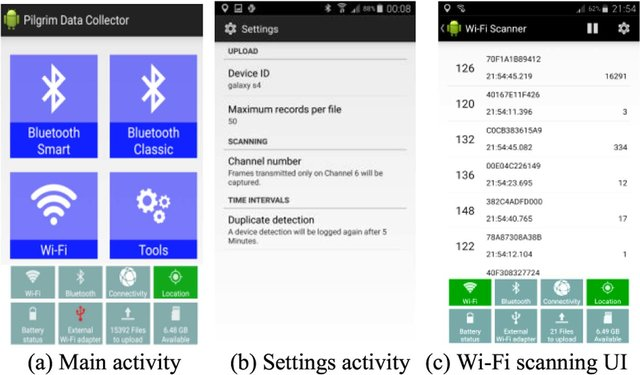 Pilgrim Data Collector
Bluetooth
Smart
Bluetooth
Classic
Wi-Fi
Tools
Wi-Fi
Bluetooth
Connectivity
Location
Battery
status
External
Wi-Fi adapter
15392 Files
to upload
6.48 GB
Available
(a) Main activity
88% 00:08
Settings
UPLOAD
Device ID
galaxy s4
Maximum records per file
50
SCANNING
Channel number
Frames transmitted only on Channel 6 will be
captured.
TIME INTERVALS
Duplicate detection
A device detection will be logged again after 5
Minutes.
(b) Settings activity
62% 21:54
Wi-Fi Scanner
126 70F1A1B89412
21:54:45.219 16291
120 40167E11F426
21:54:11.396 3
132 C0CB383615A9
21:54:45.082 334
136 00E04C226149
21:54:23.695 12
148 382C4ADFD000
21:54:40.765 17
122 78A87308A38B
21:54:12.104 1
40F308327724
Wi-Fi
Bluetooth
Connectivity
Location
Battery
status
External
Wi-Fi adapter
21 Files
to upload
6.49 GB
Available
(c) Wi-Fi scanning UI